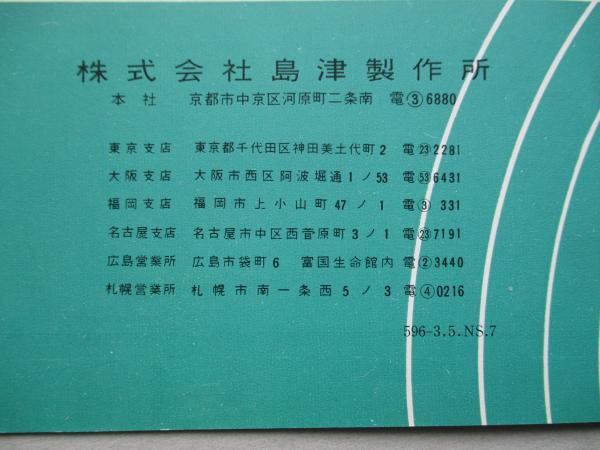 株式会社島津製作所
本社 京都市中京区河原町二条南 電③6880
東京支店 東京都千代田区神田美土代町2 電㉓2281
大阪支店 大阪市西区阿波堀通1ノ53 電㊼6431
福岡支店 福岡市上小山町47ノ1 電③331
名古屋支店 名古屋市中区西菅原町3ノ1 電㉓7191
広島営業所 広島市袋町6 富国生命館内 電②3440
札幌営業所 札幌市南一条西5ノ3 電④0216
596-3.5.NS.7